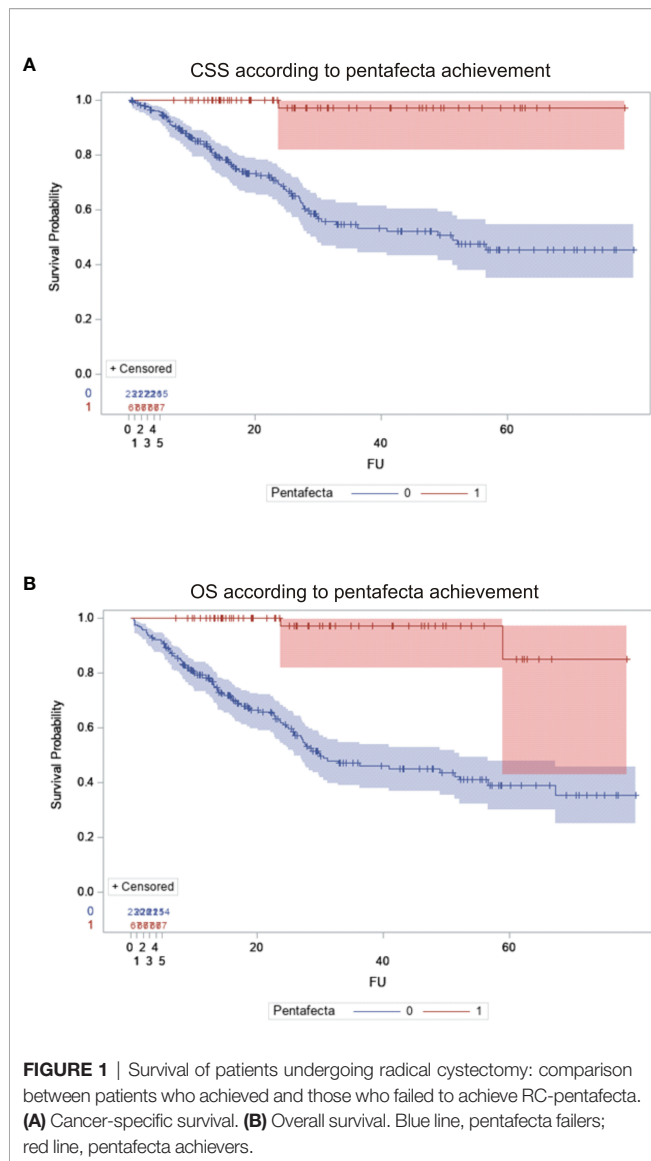 A
CSS according to pentafecta achievement
1.0
0.8
0.6
0.4
0.2
0.0
Survival Probability
+ Censored
0
1
0 2 4 20 60
1 3 5 40
FU
Pentafecta 0 1
B
OS according to pentafecta achievement
1.0
0.8
0.6
0.4
0.2
0.0
Survival Probability
+ Censored
0
1
0 2 4 20 60
1 3 5 40
FU
Pentafecta 0 1
FIGURE 1 | Survival of patients undergoing radical cystectomy: comparison
between patients who achieved and those who failed to achieve RC-pentafecta.
(A) Cancer-specific survival. (B) Overall survival. Blue line, pentafecta failers;
red line, pentafecta achievers.